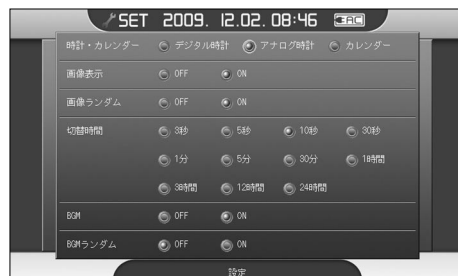 SET 2009. 12.02. 08:46 AC
時計・カレンダー デジタル時計 アナログ時計 カレンダー
画像表示 OFF ON
画像ランダム OFF ON
切替時間 3秒 5秒 10秒 30秒
1分 5分 30分 1時間
3時間 12時間 24時間
BGM OFF ON
BGMランダム OFF ON
設定